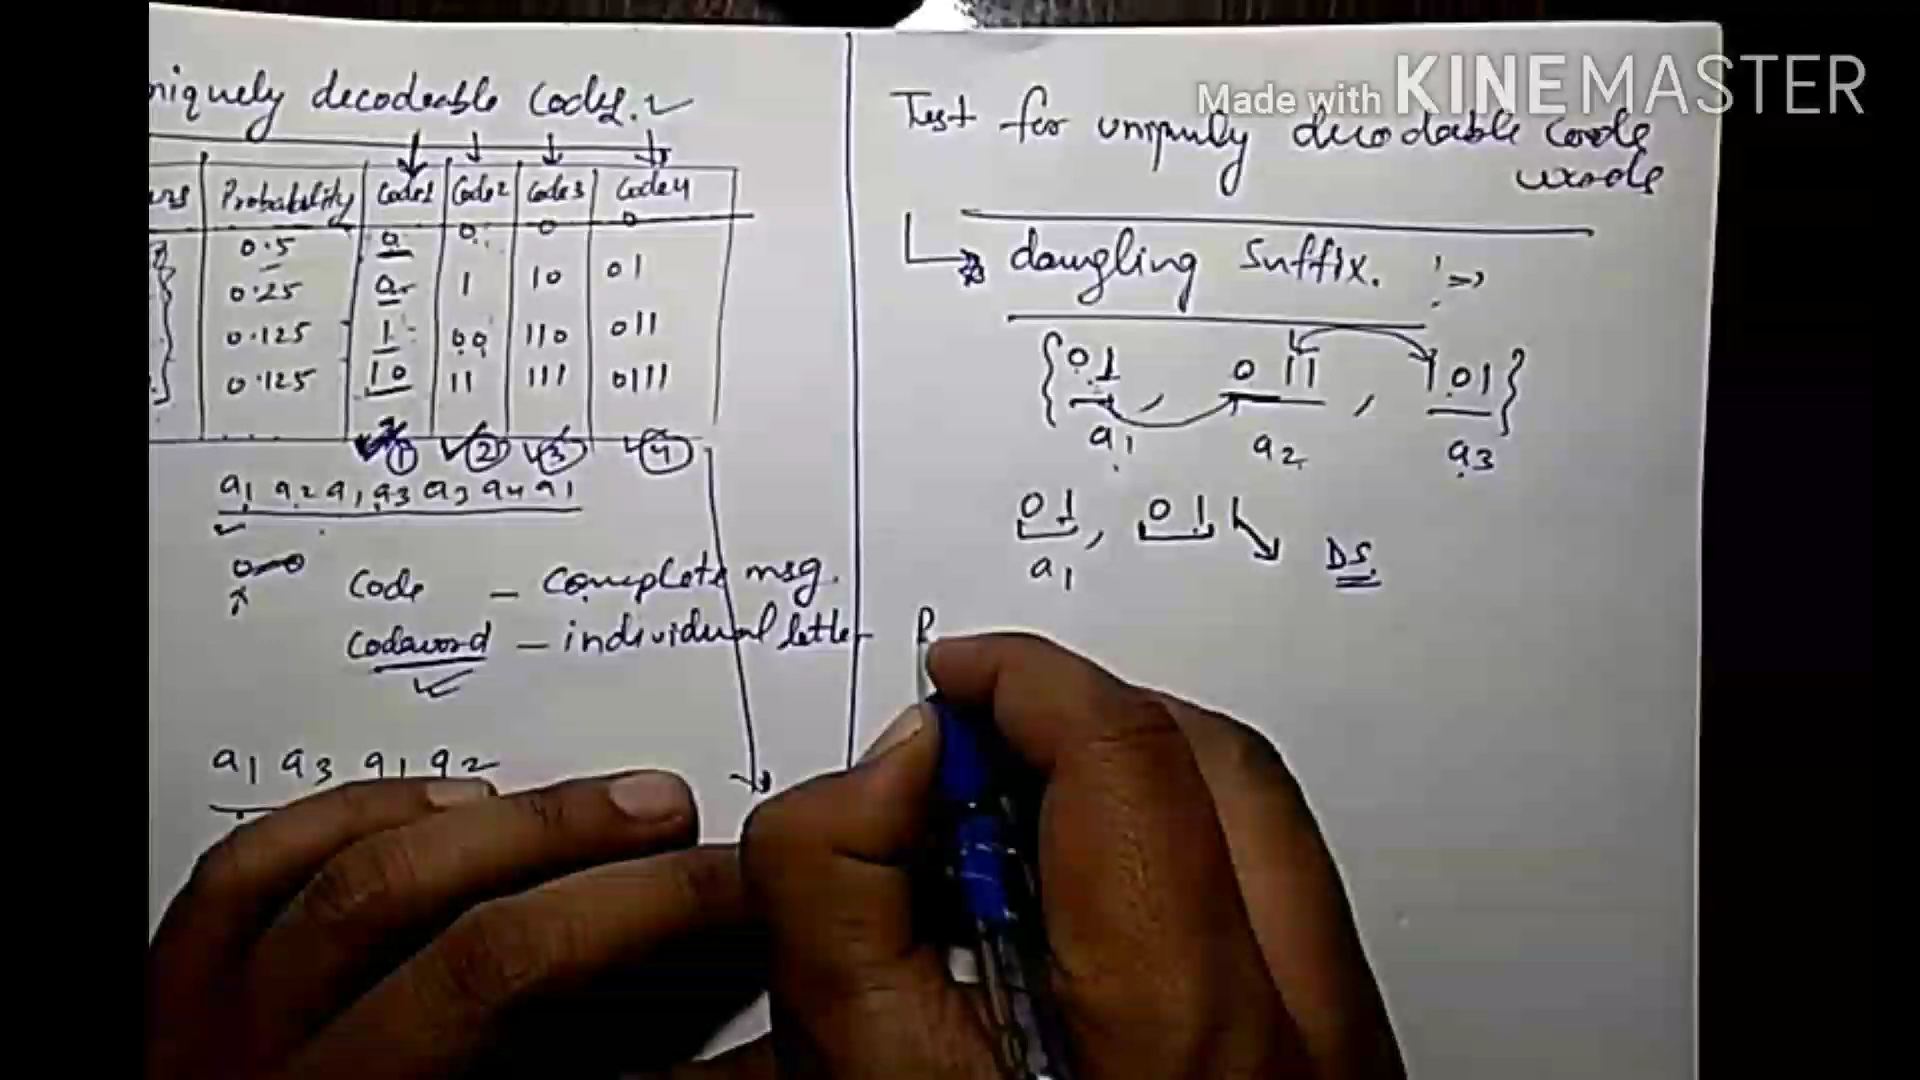 niquely decodeable Codes.
Probability Code1 Code2 Code3 Code4
0.5 0 0 0 0
0.25 0 1 10 01
0.125 1 00 110 011
0.125 10 11 111 0111
1 2 3 4
a1 a2 a1 a3 a3 a4 a1
Code - Complete msg.
Codeword - individual letter
a1 a3 a1 a2
Made with KINEMASTER
Test for uniquely decodable code
words
dangling Suffix. :=>
{01, 011, 101}
a1 a2 a3
01, 011 DS.
a1